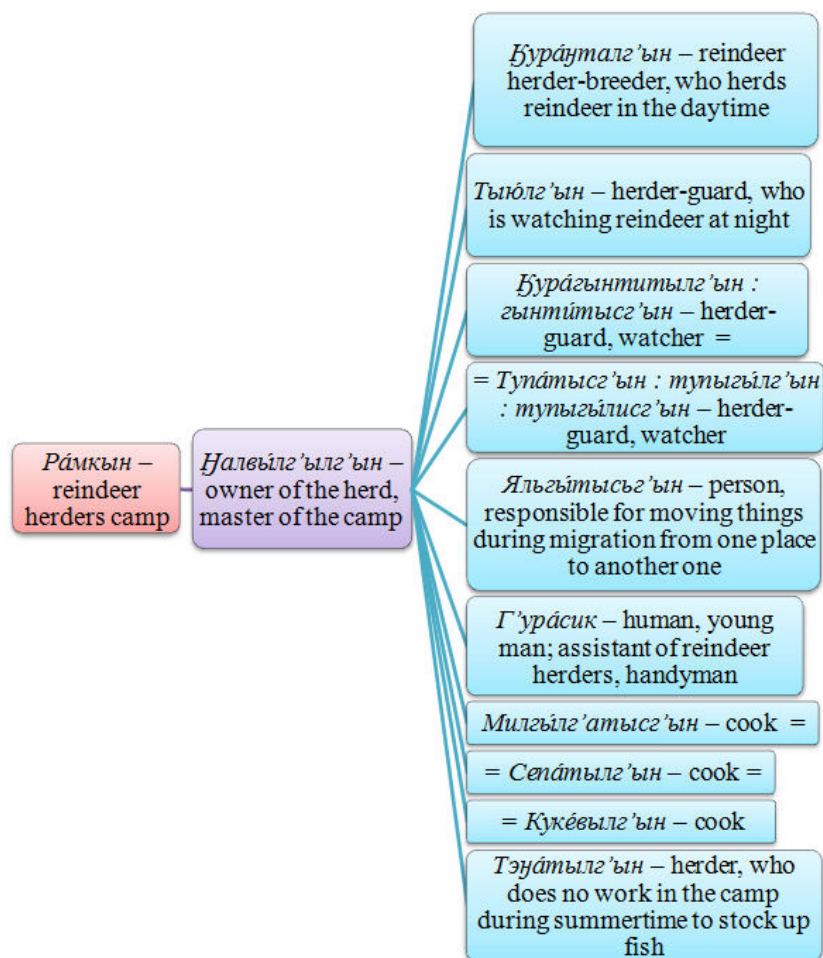 Ра́мкын –
reindeer
herders camp
Ӈалвы́лг’ылг’ын –
owner of the herd,
master of the camp
Ӄура́ӈталг’ын – reindeer
herder-breeder, who herds
reindeer in the daytime
Тыю́лг’ын – herder-guard, who
is watching reindeer at night
Ӄура́гынтитылг’ын :
гынти́тысг’ын – herder-
guard, watcher =
= Тупа́тысг’ын : тупыгы́лг’ын
: тупыгы́лисг’ын – herder-
guard, watcher
Яльгы́тысьг’ын – person,
responsible for moving things
during migration from one place
to another one
Г’ура́сик – human, young
man; assistant of reindeer
herders, handyman
Милгы́лг’атысг’ын – cook =
= Сепа́тылг’ын – cook =
= Куке́вылг’ын – cook
Тэӈа́тылг’ын – herder, who
does no work in the camp
during summertime to stock up
fish